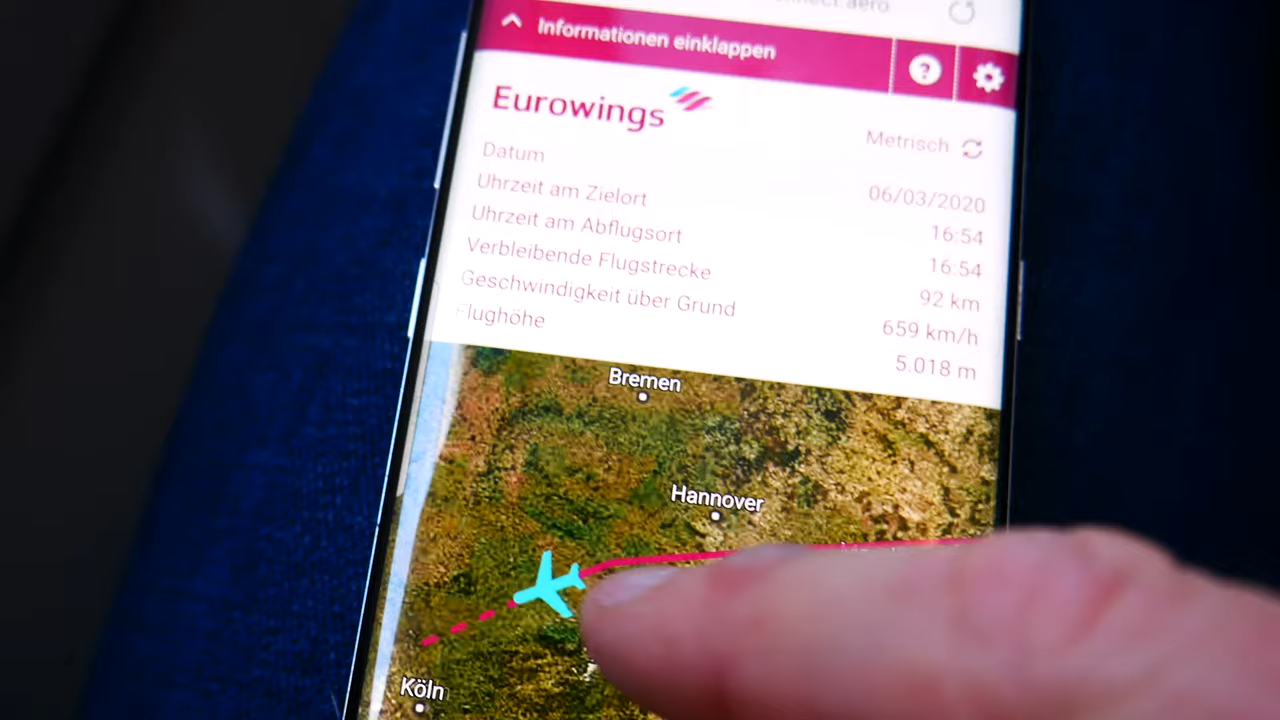 Informationen einklappen
?
Eurowings
Metrisch
Datum 06/03/2020
Uhrzeit am Zielort 16:54
Uhrzeit am Abflugsort 16:54
Verbleibende Flugstrecke 92 km
Geschwindigkeit über Grund 659 km/h
Flughöhe 5.018 m
Bremen
Hannover
Köln